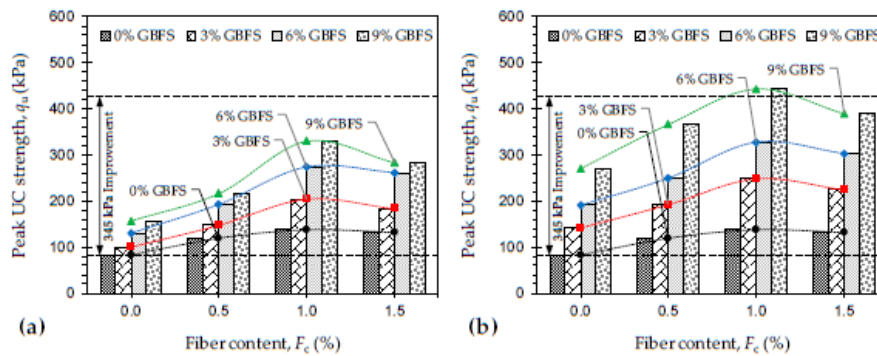 600
500
400
300
200
100
0
Peak UC strength, qu (kPa)
0% GBFS 3% GBFS 6% GBFS 9% GBFS
345 kPa Improvement
6% GBFS
3% GBFS
9% GBFS
0% GBFS
0.0 0.5 1.0 1.5
(a)
Fiber content, Fc (%)
600
500
400
300
200
100
0
Peak UC strength, qu (kPa)
0% GBFS 3% GBFS 6% GBFS 9% GBFS
345 kPa Improvement
9% GBFS
6% GBFS
3% GBFS
0% GBFS
0.0 0.5 1.0 1.5
(b)
Fiber content, Fc (%)